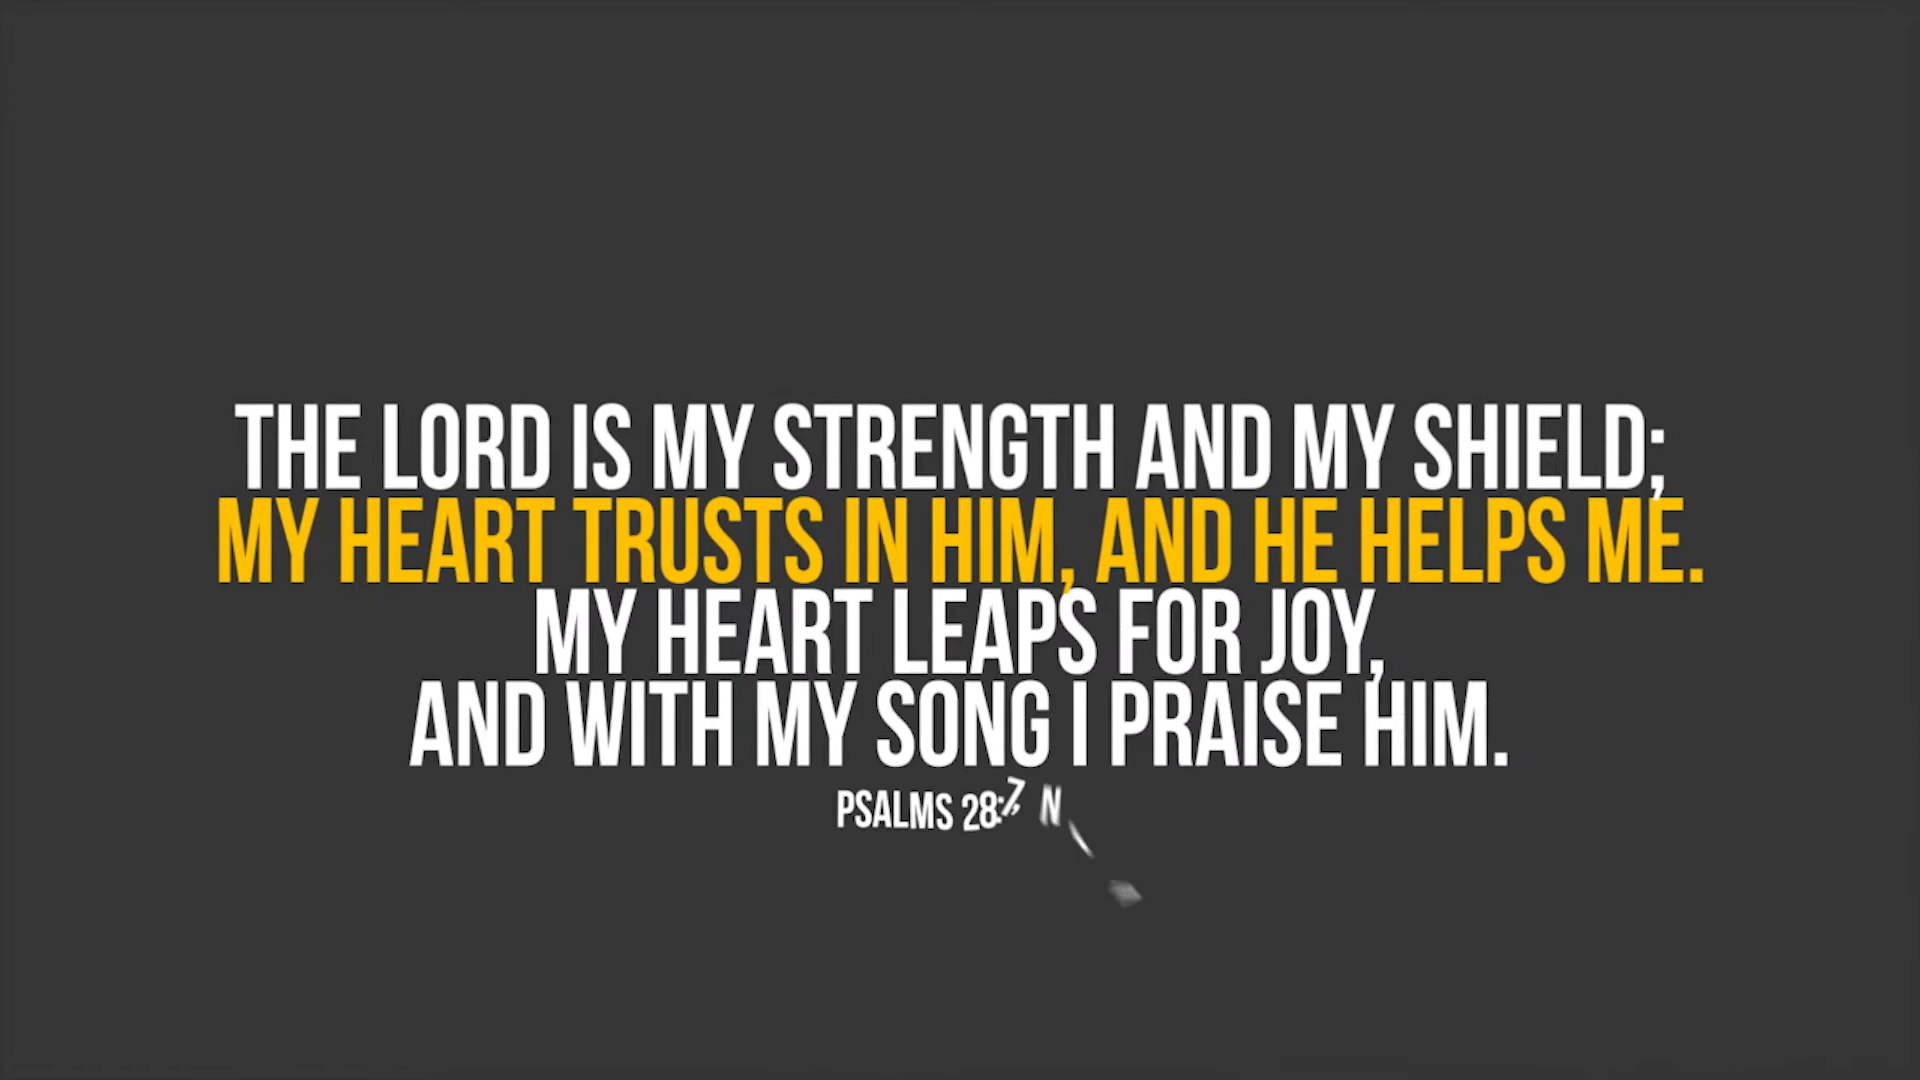 THE LORD IS MY STRENGTH AND MY SHIELD;
MY HEART TRUSTS IN HIM, AND HE HELPS ME.
MY HEART LEAPS FOR JOY,
AND WITH MY SONG I PRAISE HIM.
PSALMS 28:7, N